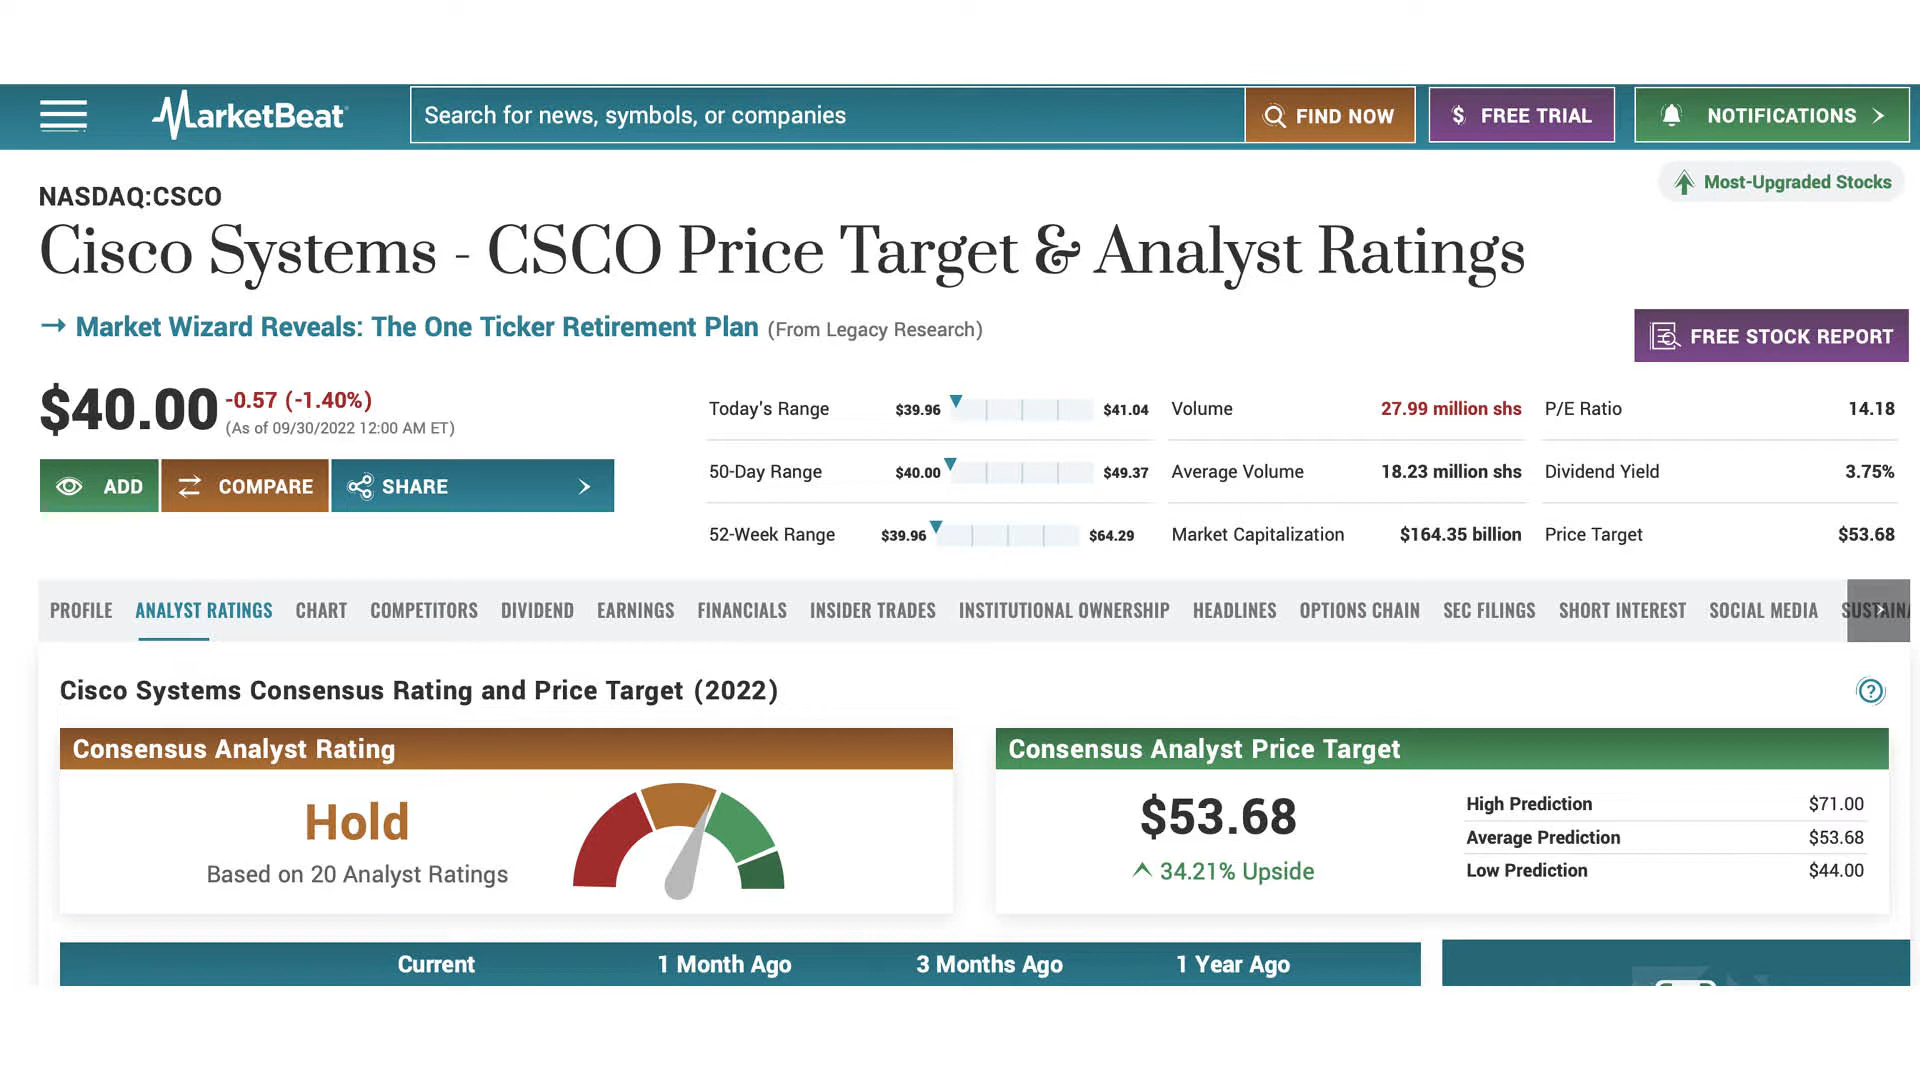 MarketBeat
Search for news, symbols, or companies
FIND NOW
$ FREE TRIAL
NOTIFICATIONS
Most-Upgraded Stocks
NASDAQ:CSCO
Cisco Systems - CSCO Price Target & Analyst Ratings
→ Market Wizard Reveals: The One Ticker Retirement Plan (From Legacy Research)
FREE STOCK REPORT
$40.00 -0.57 (-1.40%)
(As of 09/30/2022 12:00 AM ET)
ADD
COMPARE
SHARE
Today's Range $39.96 $41.04
50-Day Range $40.00 $49.37
52-Week Range $39.96 $64.29
Volume 27.99 million shs
Average Volume 18.23 million shs
Market Capitalization $164.35 billion
P/E Ratio 14.18
Dividend Yield 3.75%
Price Target $53.68
PROFILE ANALYST RATINGS CHART COMPETITORS DIVIDEND EARNINGS FINANCIALS INSIDER TRADES INSTITUTIONAL OWNERSHIP HEADLINES OPTIONS CHAIN SEC FILINGS SHORT INTEREST SOCIAL MEDIA
Cisco Systems Consensus Rating and Price Target (2022)
?
Consensus Analyst Rating
Hold
Based on 20 Analyst Ratings
Consensus Analyst Price Target
$53.68
34.21% Upside
High Prediction $71.00
Average Prediction $53.68
Low Prediction $44.00
Current 1 Month Ago 3 Months Ago 1 Year Ago